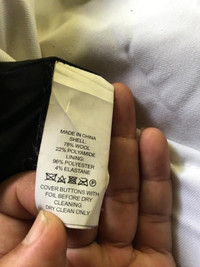 MADE IN CHINA
SHELL:
78% WOOL
22% POLYAMIDE
LINING:
96% POLYESTER
4% ELASTANE
COVER BUTTONS WITH
FOIL BEFORE DRY
CLEANING
DRY CLEAN ONLY